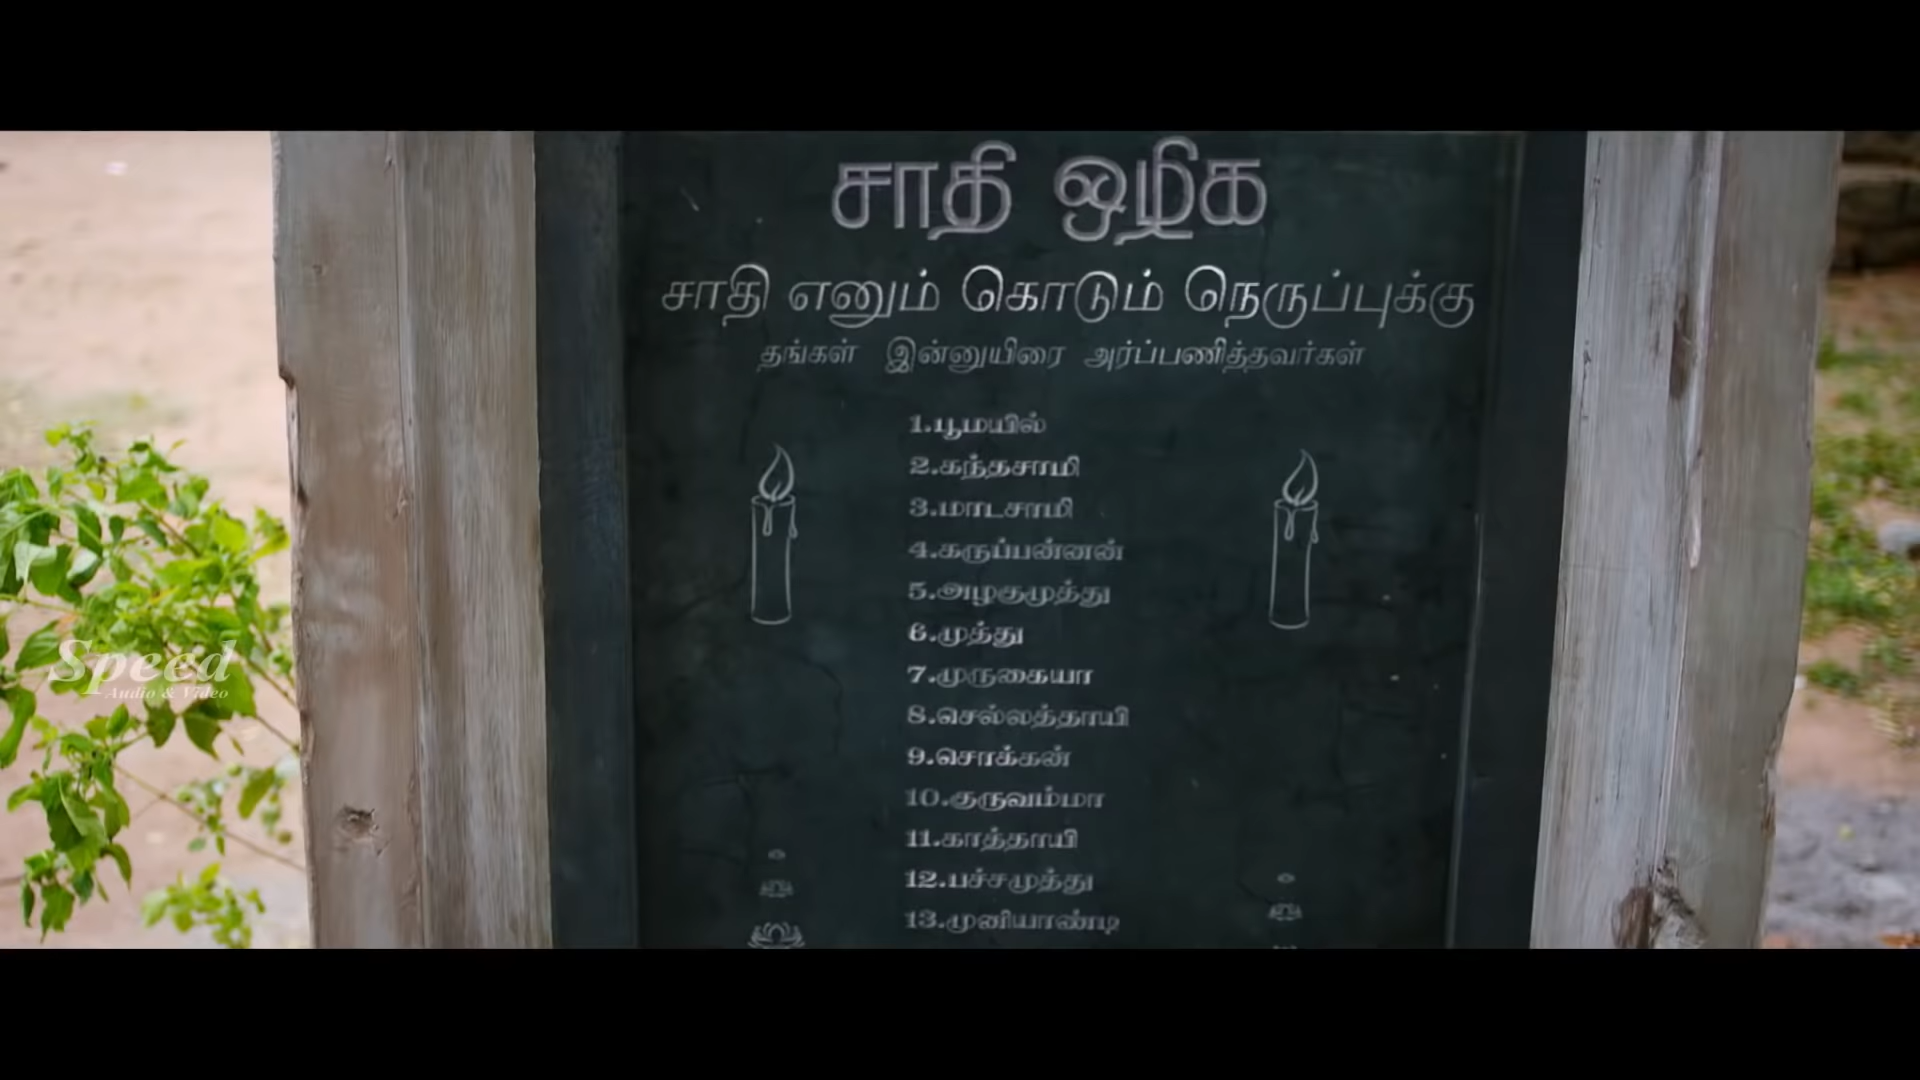 சாதி ஒழிக
சாதி எனும் கொடும் நெருப்புக்கு
தங்கள் இன்னுயிரை அர்ப்பணித்தவர்கள்
1.பூமயில்
2.கந்தசாமி
3.மாடசாமி
4.கருப்பன்னன்
5.அழகுமுத்து
6.முத்து
7.முருகையா
8.செல்லத்தாயி
9.சொக்கன்
10.குருவம்மா
11.காத்தாயி
12.பச்சமுத்து
13.முனியாண்டி
Speed
Audio & Video